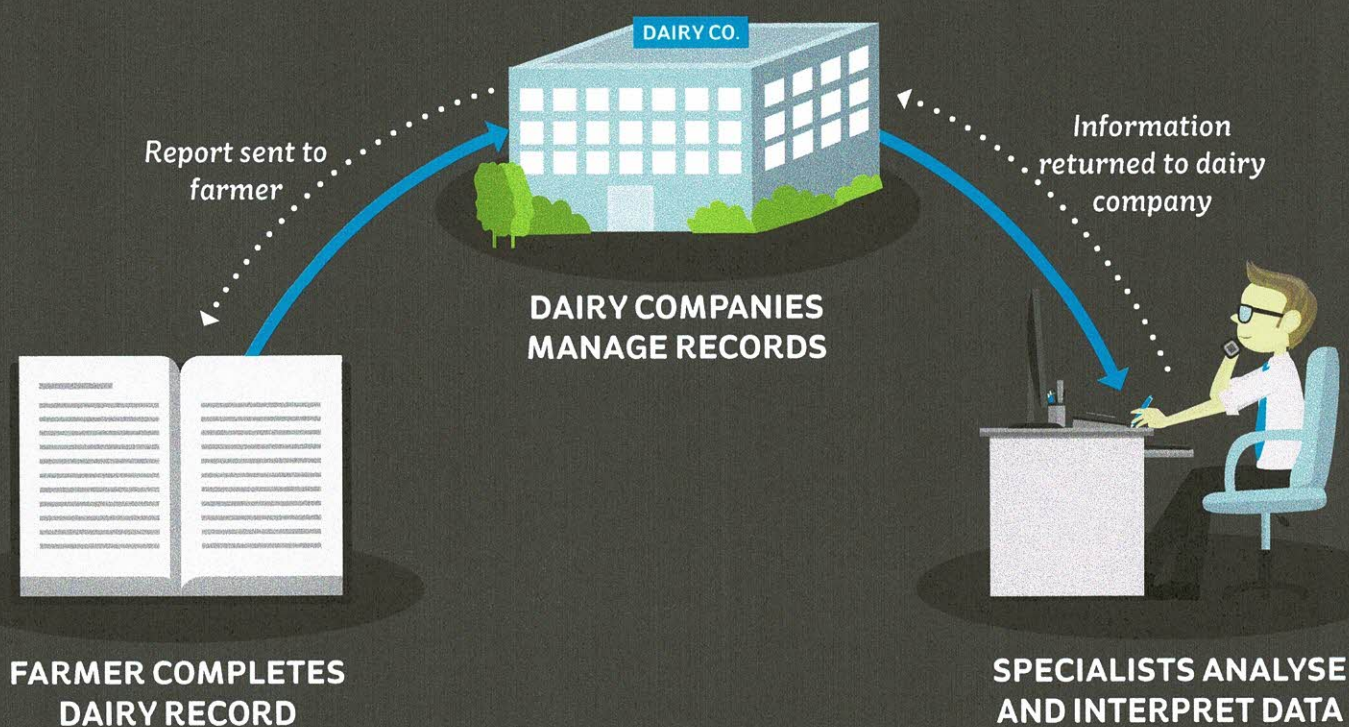 DAIRY CO.
Report sent to
farmer
Information
returned to dairy
company
DAIRY COMPANIES
MANAGE RECORDS
FARMER COMPLETES
DAIRY RECORD
SPECIALISTS ANALYSE
AND INTERPRET DATA